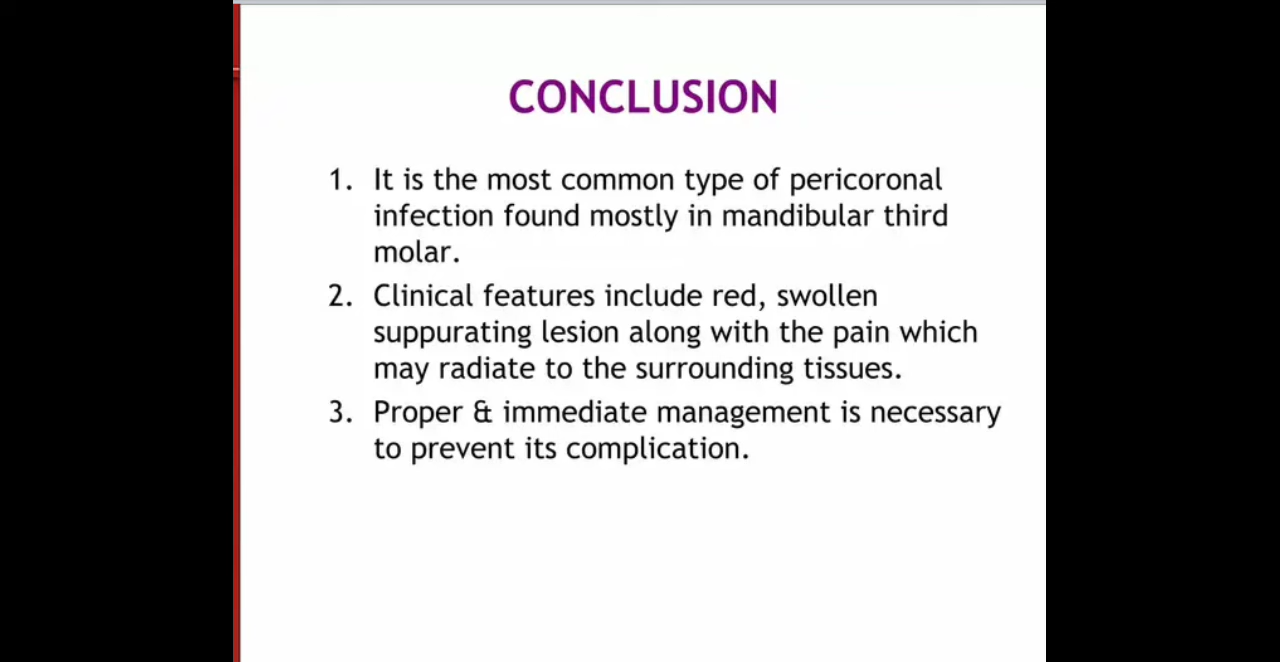 CONCLUSION
1. It is the most common type of pericoronal
infection found mostly in mandibular third
molar.
2. Clinical features include red, swollen
suppurating lesion along with the pain which
may radiate to the surrounding tissues.
3. Proper & immediate management is necessary
to prevent its complication.